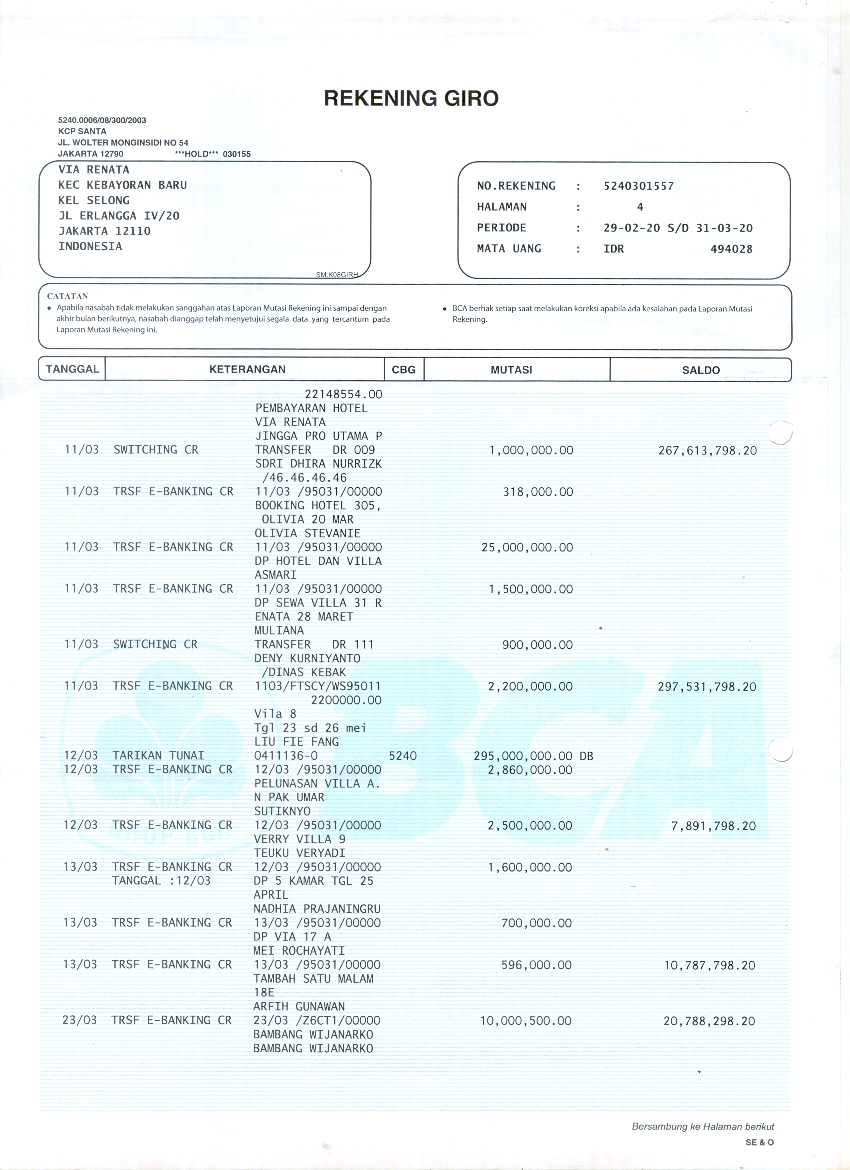 REKENING GIRO
5240.0006/08/300/2003
KCP SANTA
JL. WOLTER MONGINSIDI NO 54
JAKARTA 12790 ***HOLD*** 030155
VIA RENATA
KEC KEBAYORAN BARU
KEL SELONG
JL ERLANGGA IV/20
JAKARTA 12110
INDONESIA
SM:K08GIRH
NO.REKENING : 5240301557
HALAMAN : 4
PERIODE : 29-02-20 S/D 31-03-20
MATA UANG : IDR 494028
CATATAN
• Apabila nasabah tidak melakukan sanggahan atas Laporan Mutasi Rekening ini sampai dengan
akhir bulan berikutnya, nasabah dianggap telah menyetujui segala data yang tercantum pada
Laporan Mutasi Rekening ini.
• BCA berhak setiap saat melakukan koreksi apabila ada kesalahan pada Laporan Mutasi
Rekening.
TANGGAL KETERANGAN CBG MUTASI SALDO
22148554.00
PEMBAYARAN HOTEL
VIA RENATA
JINGGA PRO UTAMA P
11/03 SWITCHING CR TRANSFER DR 009 1,000,000.00 267,613,798.20
SDRI DHIRA NURRIZK
/46.46.46.46
11/03 TRSF E-BANKING CR 11/03 /95031/00000 318,000.00
BOOKING HOTEL 305,
OLIVIA 20 MAR
OLIVIA STEVANIE
11/03 TRSF E-BANKING CR 11/03 /95031/00000 25,000,000.00
DP HOTEL DAN VILLA
ASMARI
11/03 TRSF E-BANKING CR 11/03 /95031/00000 1,500,000.00
DP SEWA VILLA 31 R
ENATA 28 MARET
MULIANA
11/03 SWITCHING CR TRANSFER DR 111 900,000.00
DENY KURNIYANTO
/DINAS KEBAK
11/03 TRSF E-BANKING CR 1103/FTSCY/WS95011 2,200,000.00 297,531,798.20
2200000.00
Vila 8
Tgl 23 sd 26 mei
LIU FIE FANG
12/03 TARIKAN TUNAI 0411136-0 5240 295,000,000.00 DB
12/03 TRSF E-BANKING CR 12/03 /95031/00000 2,860,000.00
PELUNASAN VILLA A.
N PAK UMAR
SUTIKNYO
12/03 TRSF E-BANKING CR 12/03 /95031/00000 2,500,000.00 7,891,798.20
VERRY VILLA 9
TEUKU VERYADI
13/03 TRSF E-BANKING CR 12/03 /95031/00000 1,600,000.00
TANGGAL :12/03 DP 5 KAMAR TGL 25
APRIL
NADHIA PRAJANINGRU
13/03 TRSF E-BANKING CR 13/03 /95031/00000 700,000.00
DP VIA 17 A
MEI ROCHAYATI
13/03 TRSF E-BANKING CR 13/03 /95031/00000 596,000.00 10,787,798.20
TAMBAH SATU MALAM
18E
ARFIH GUNAWAN
23/03 TRSF E-BANKING CR 23/03 /Z6CT1/00000 10,000,500.00 20,788,298.20
BAMBANG WIJANARKO
BAMBANG WIJANARKO
BCA
Bersambung ke Halaman berikut
SE & O